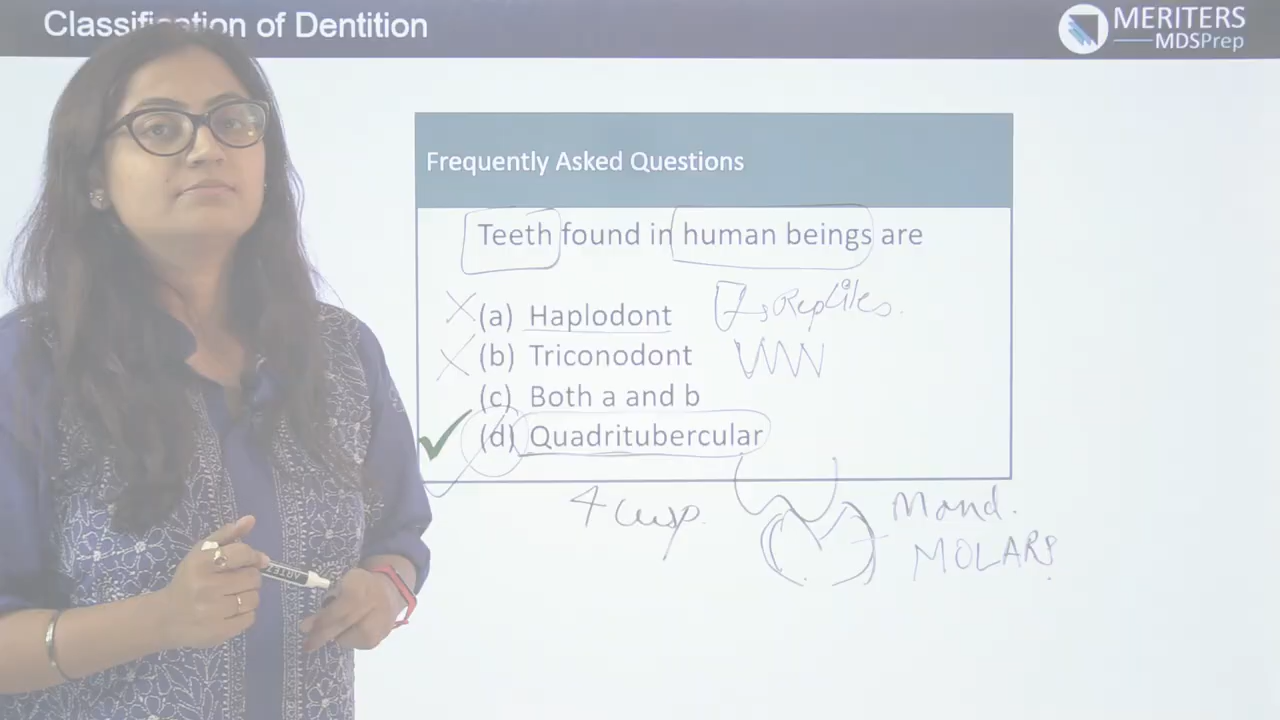 Classification of Dentition
MERITERS
MDSPrep
Frequently Asked Questions
Teeth found in human beings are
(a) Haplodont
Reptiles.
(b) Triconodont
(c) Both a and b
(d) Quadritubercular
4 cusp.
Mand.
MOLARS
ARTEX